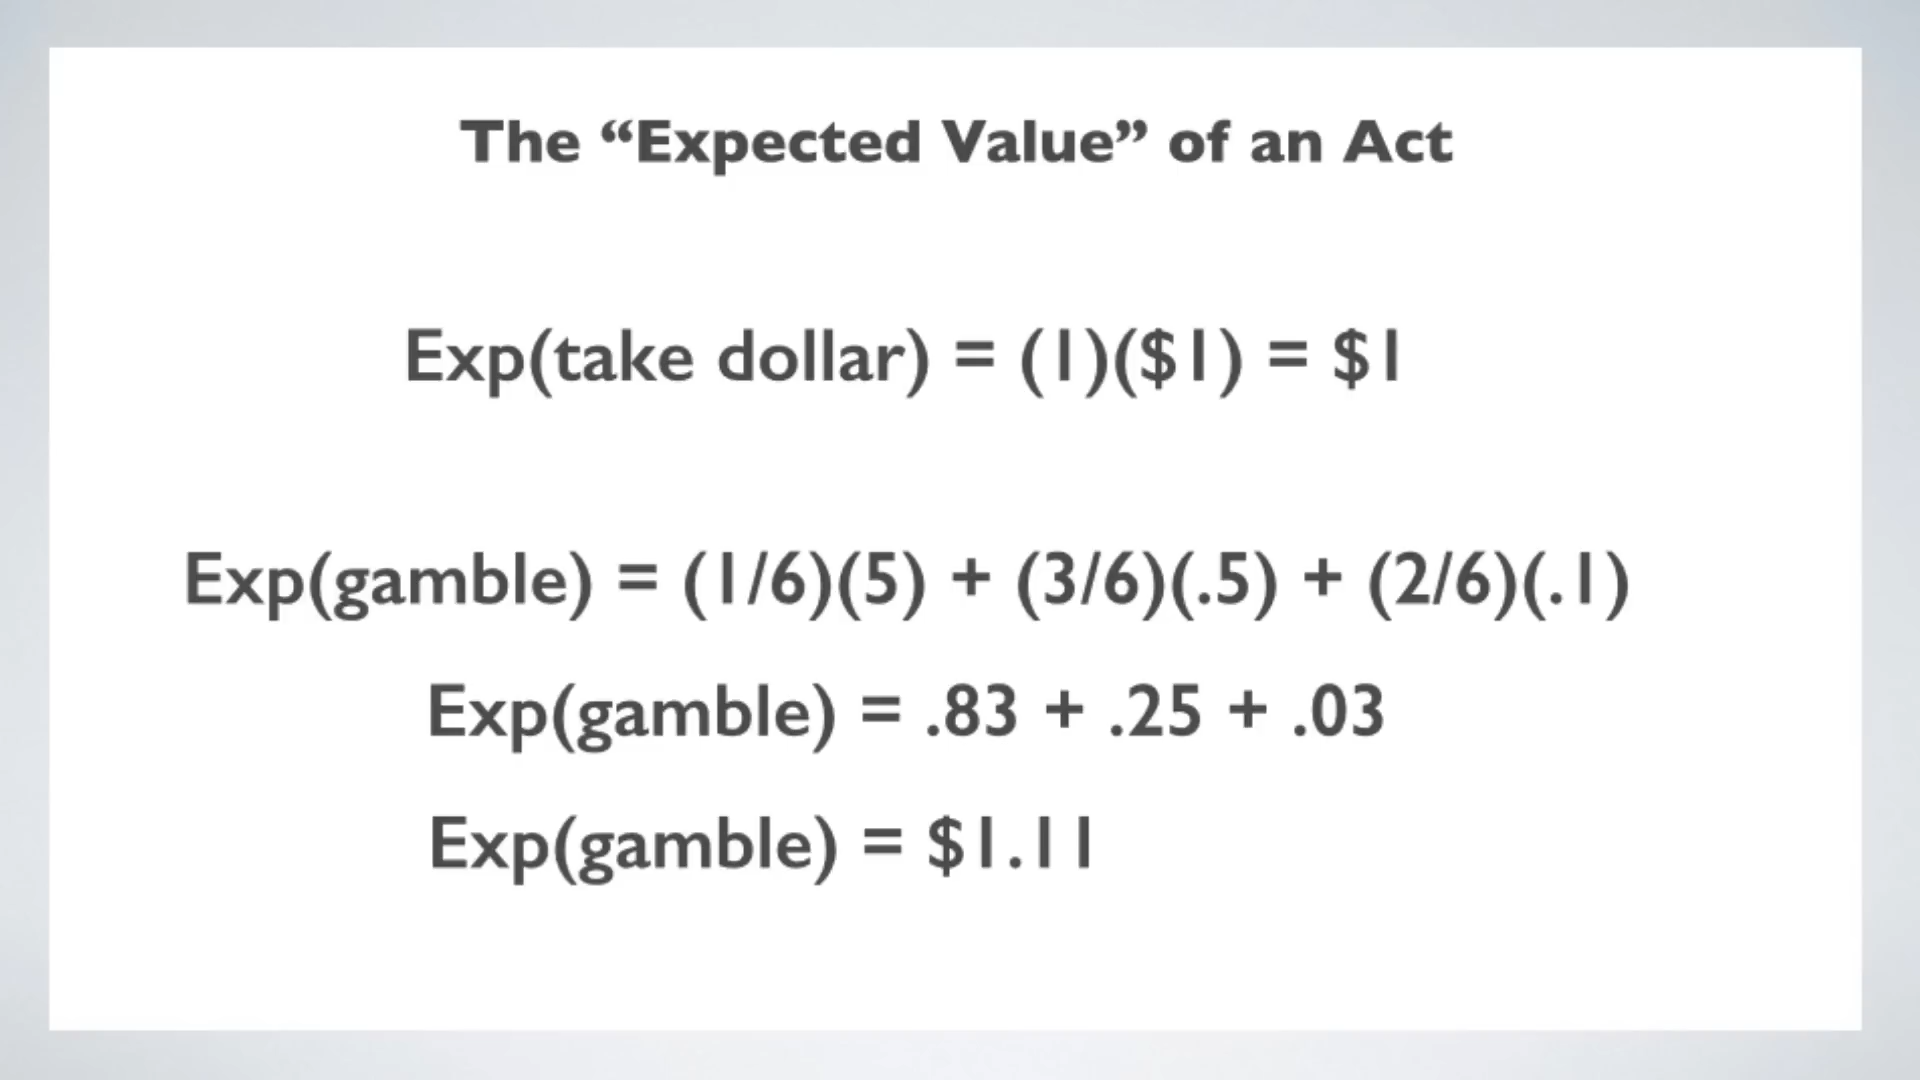 The “Expected Value” of an Act
Exp(take dollar) = (1)($1) = $1
Exp(gamble) = (1/6)(5) + (3/6)(.5) + (2/6)(.1)
Exp(gamble) = .83 + .25 + .03
Exp(gamble) = $1.11